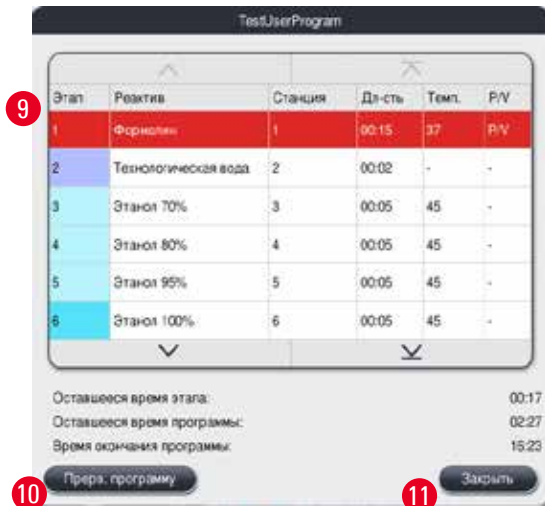 TestUserProgram
9
Этап Реактив Станция Дл-сть Темп. P/V
1 Формалин 1 00:15 37 P/V
2 Технологическая вода 2 00:02 - -
3 Этанол 70% 3 00:05 45 -
4 Этанол 80% 4 00:05 45 -
5 Этанол 95% 5 00:05 45 -
6 Этанол 100% 6 00:05 45 -
Оставшееся время этапа: 00:17
Оставшееся время программы: 02:27
Время окончания программы: 15:23
Прерв. программу Закрыть
10 11